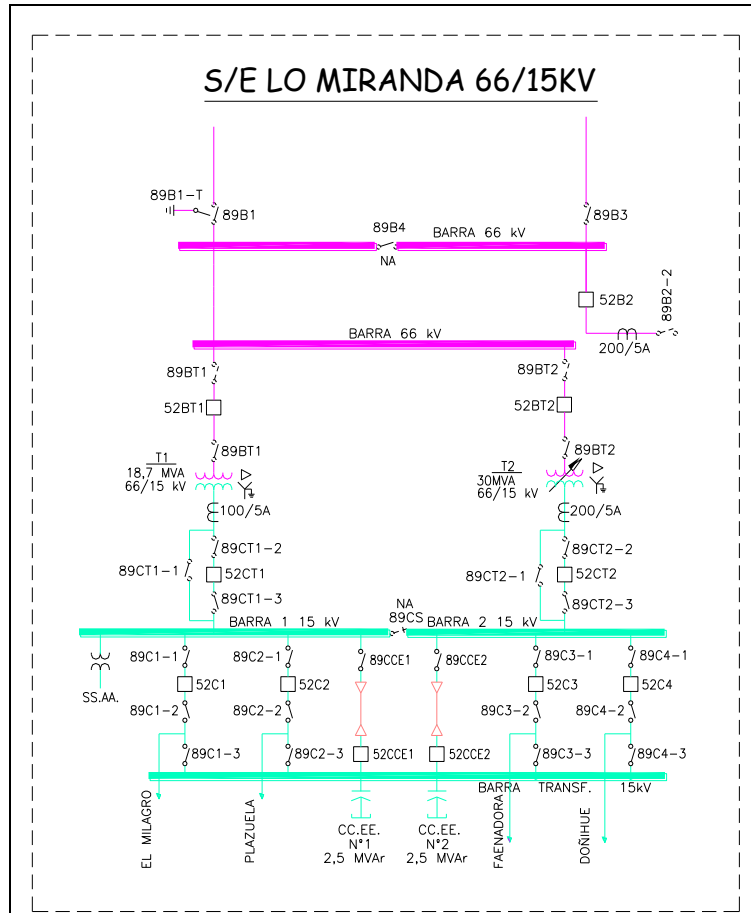 S/E LO MIRANDA 66/15KV
89B1-T
89B1
89B3
89B4
BARRA 66 kV
NA
52B2
89B2-2
200/5A
BARRA 66 kV
89BT1
89BT2
52BT1
52BT2
89BT1
89BT2
T1
18,7 MVA
66/15 kV
T2
30MVA
66/15 kV
100/5A
200/5A
89CT1-2
89CT2-2
89CT1-1
52CT1
89CT2-1
52CT2
89CT1-3
89CT2-3
NA
89CS
BARRA 1 15 kV
BARRA 2 15 kV
89C1-1
89C2-1
89CCE1
89CCE2
89C3-1
89C4-1
SS.AA.
52C1
52C2
52C3
52C4
89C1-2
89C2-2
89C3-2
89C4-2
89C1-3
89C2-3
52CCE1
52CCE2
89C3-3
89C4-3
BARRA TRANSF. 15kV
EL MILAGRO
PLAZUELA
CC.EE.
N°1
2,5 MVAr
CC.EE.
N°2
2,5 MVAr
FAENADORA
DOÑIHUE